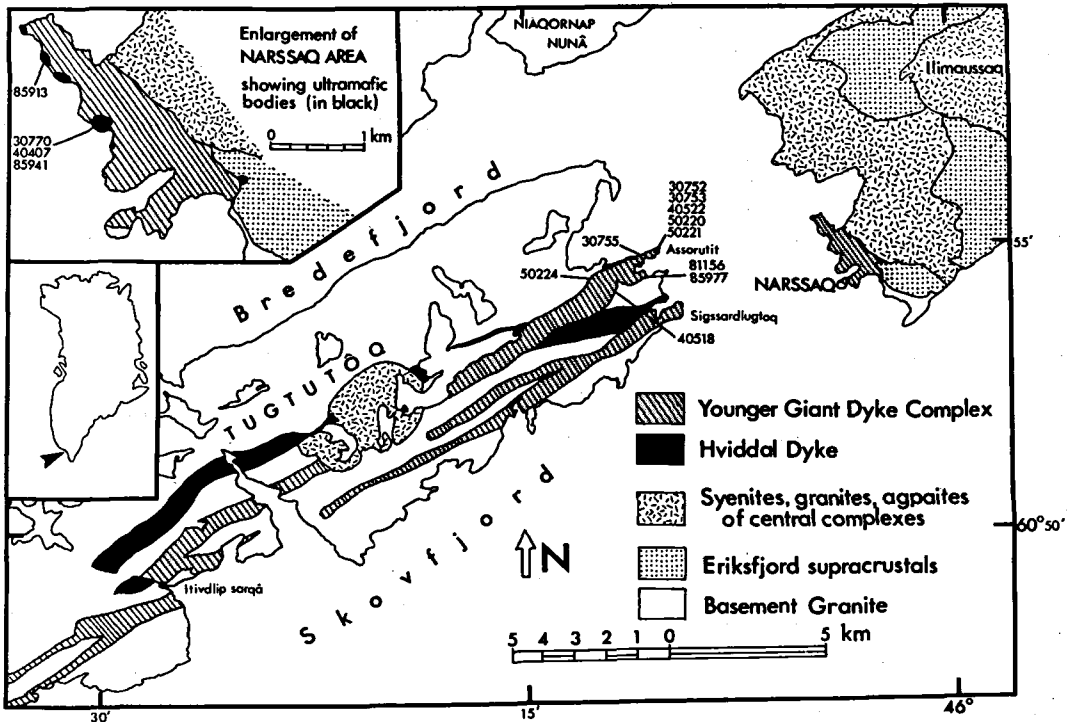 Enlargement of
NARSSAQ AREA
showing ultramafic
bodies (in black)
0 1 km
85913
30770
40407
85941
NIAQORNAP
NUNÂ
Ilimaussaq
Bredefjord
30752
30753
40522
50220
50221
30755
Assorutit
50224
81156
85977
55'
NARSSAQ
Sigssardlugtoq
40518
TUGTUTÔQ
Younger Giant Dyke Complex
Hviddal Dyke
Syenites, granites, agpaites
of central complexes
Eriksfjord supracrustals
Basement Granite
Skovfjord
N
60°50'
Itivdlip sarqâ
5 4 3 2 1 0 5 km
30'
15'
46°